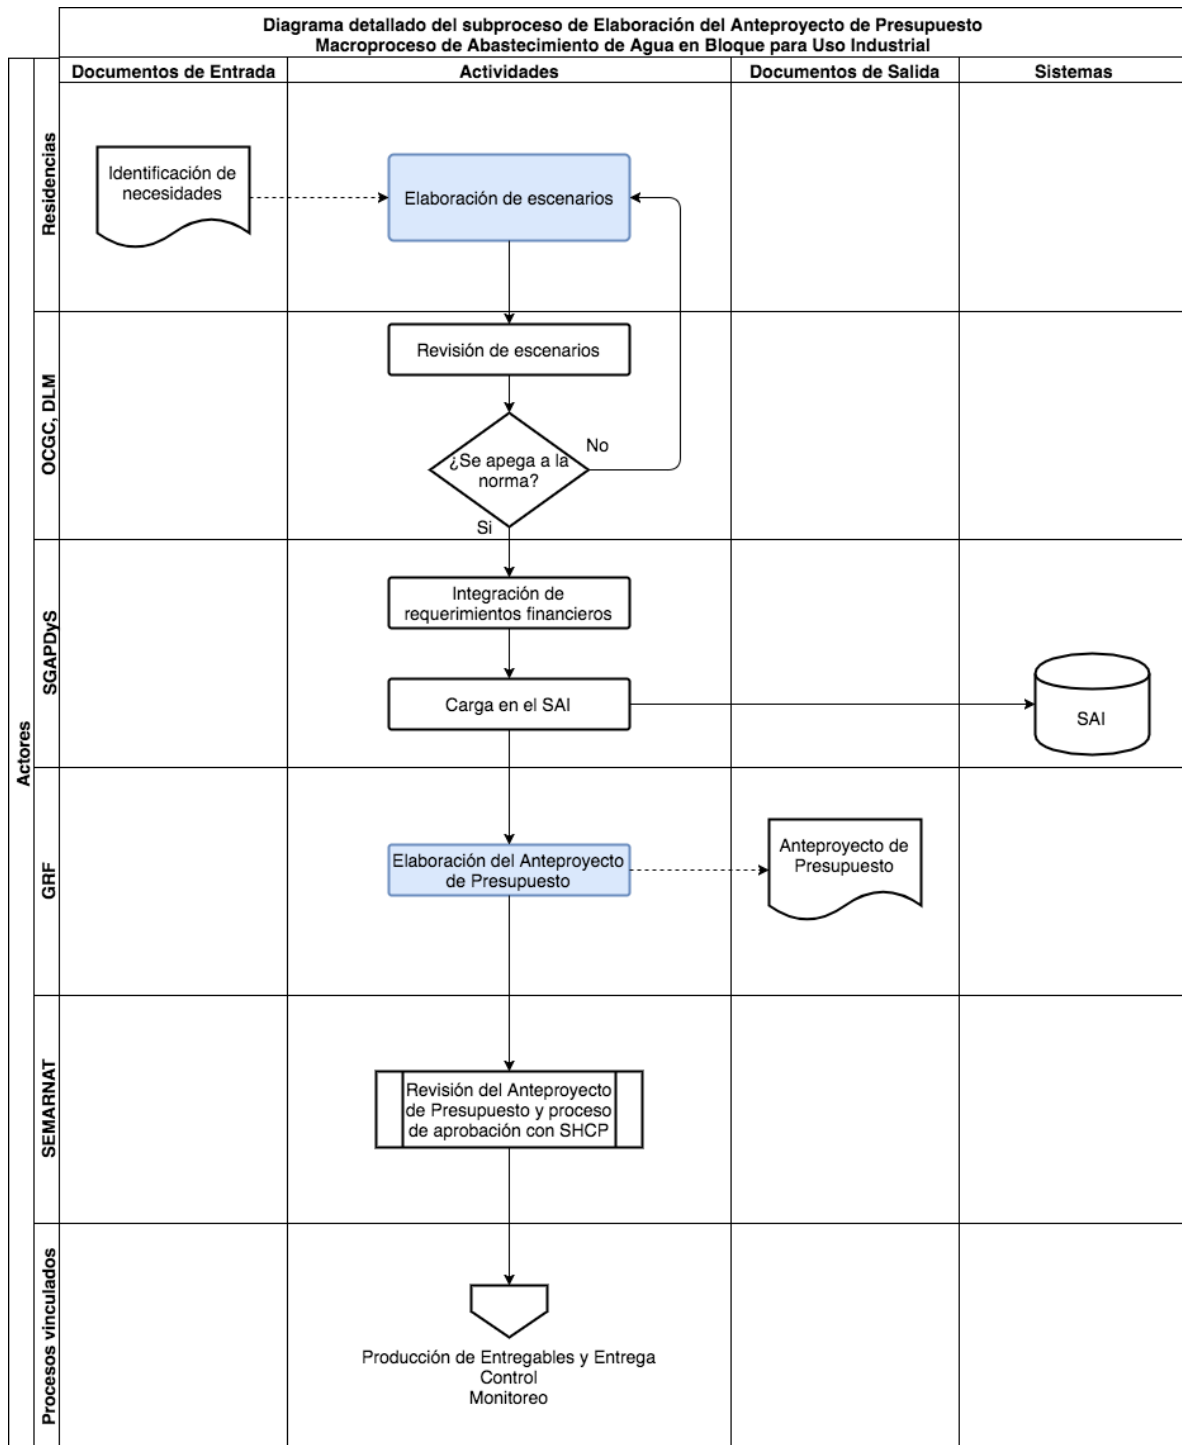 Diagrama detallado del subproceso de Elaboración del Anteproyecto de Presupuesto
Macroproceso de Abastecimiento de Agua en Bloque para Uso Industrial
Documentos de Entrada
Actividades
Documentos de Salida
Sistemas
Actores
Residencias
Identificación de
necesidades
Elaboración de escenarios
OCGC, DLM
Revisión de escenarios
¿Se apega a la
norma?
No
Si
SGAPDyS
Integración de
requerimientos financieros
Carga en el SAI
SAI
GRF
Elaboración del Anteproyecto
de Presupuesto
Anteproyecto de
Presupuesto
SEMARNAT
Revisión del Anteproyecto
de Presupuesto y proceso
de aprobación con SHCP
Procesos vinculados
Producción de Entregables y Entrega
Control
Monitoreo